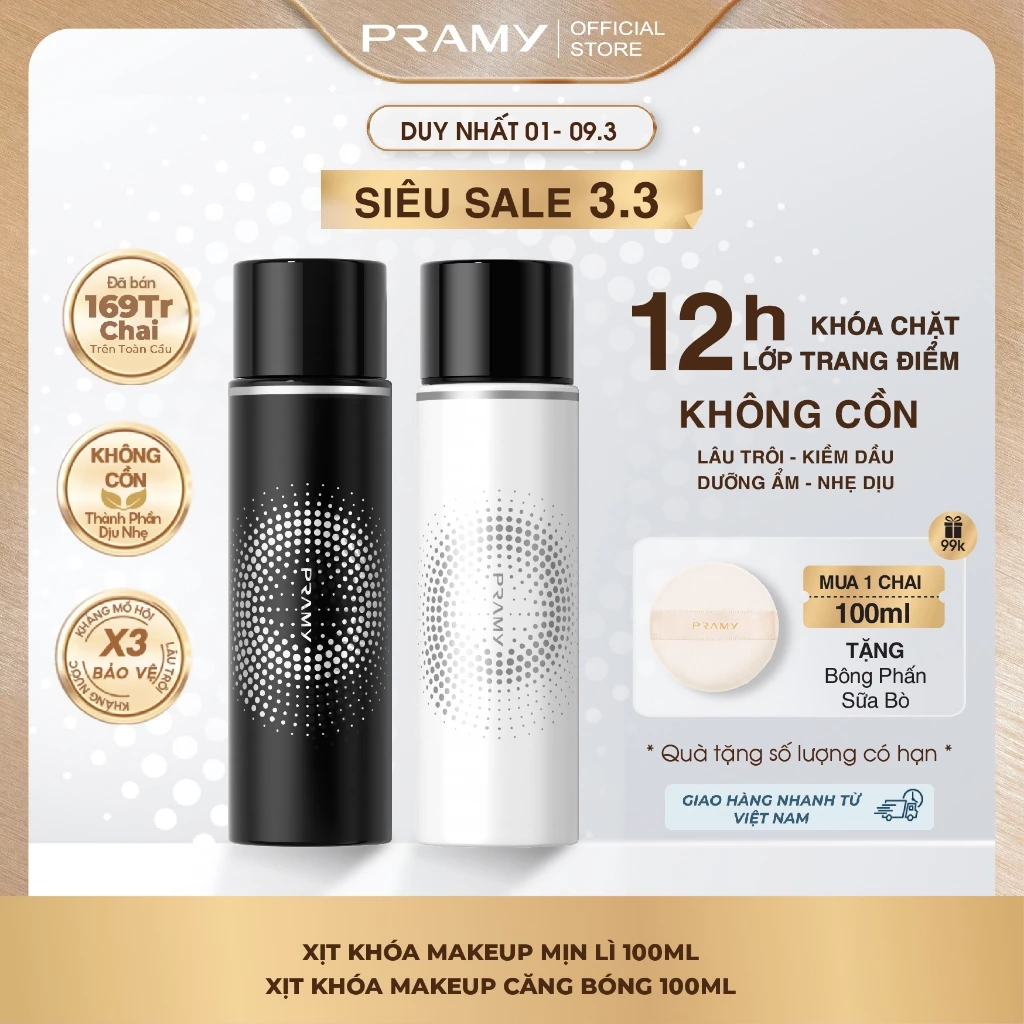 PRAMY
OFFICIAL
STORE
DUY NHẤT 01- 09.3
SIÊU SALE 3.3
Đã bán
169Tr
Chai
Trên Toàn Cầu
KHÔNG
CỒN
Thành Phần
Dịu Nhẹ
KHÁNG MỒ HÔI
X3
BẢO VỆ
LÂU TRÔI
KHÁNG NƯỚC
PRAMY
PRAMY
12h KHÓA CHẶT
LỚP TRANG ĐIỂM
KHÔNG CỒN
LÂU TRÔI - KIỀM DẦU
DƯỠNG ẨM - NHẸ DỊU
99k
PRAMY
MUA 1 CHAI
100ml
TẶNG
Bông Phấn
Sữa Bò
* Quà tặng số lượng có hạn *
GIAO HÀNG NHANH TỪ
VIỆT NAM
XỊT KHÓA MAKEUP MỊN LÌ 100ML
XỊT KHÓA MAKEUP CĂNG BÓNG 100ML